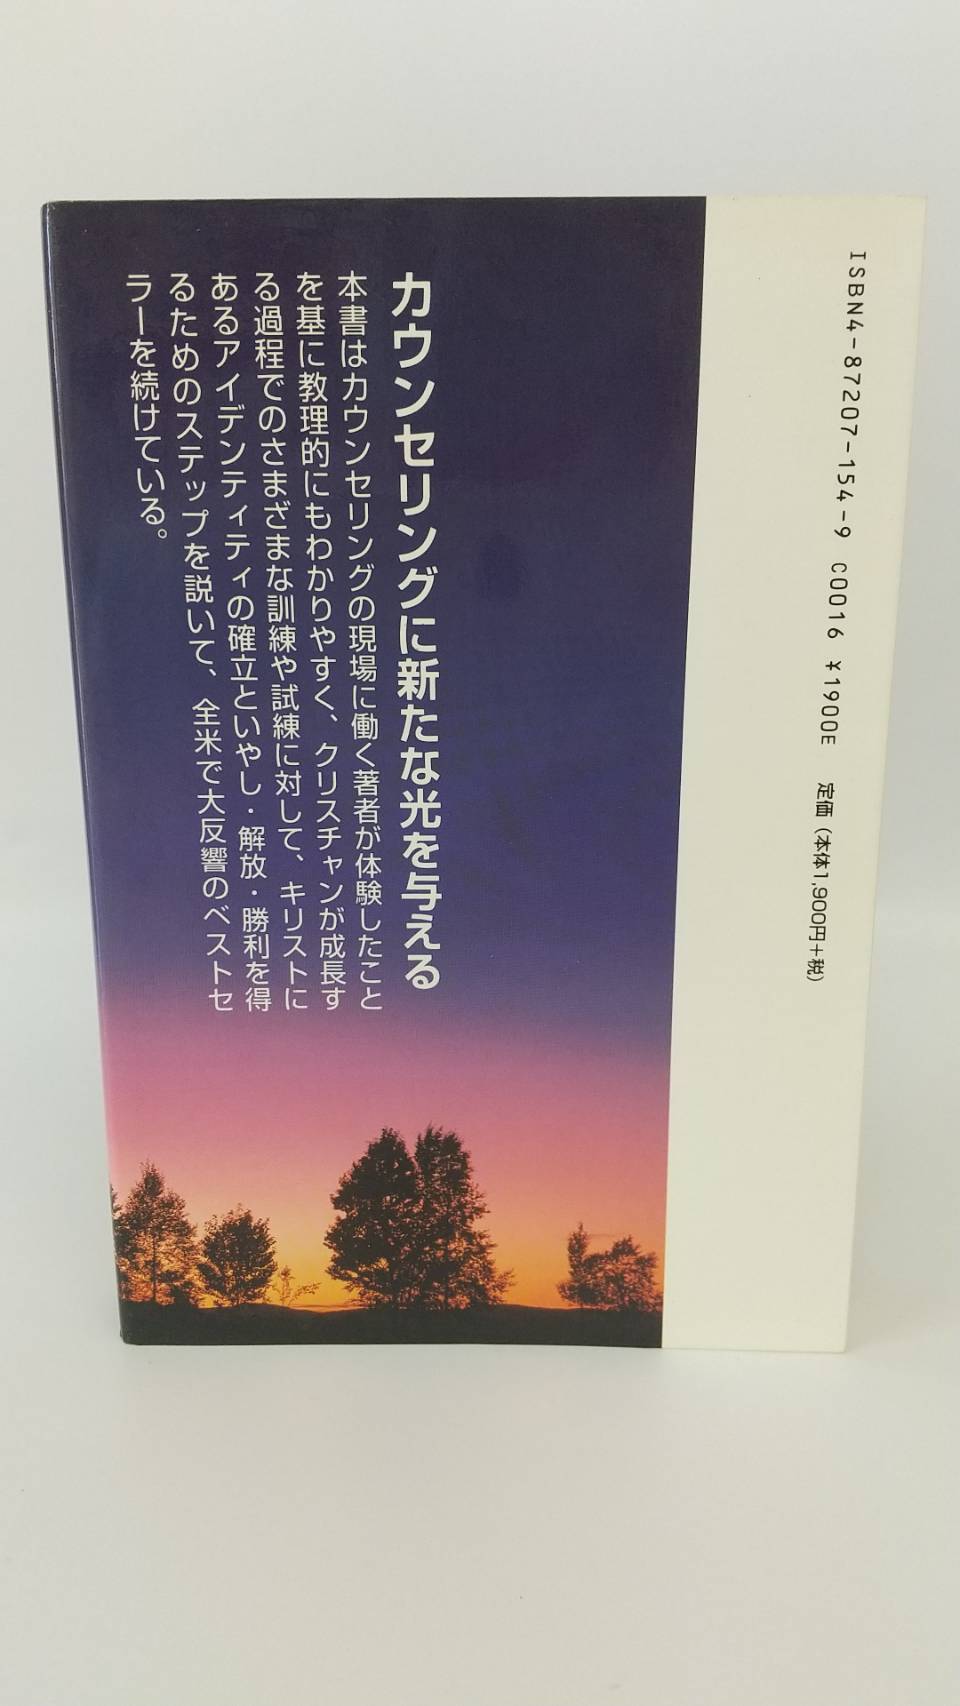 ISBN4-87207-154-9 C0016 ¥1900E 定価（本体1,900円＋税）
カウンセリングに新たな光を与える
本書はカウンセリングの現場に働く著者が体験したこと
を基に教理的にもわかりやすく、クリスチャンが成長す
る過程でのさまざまな訓練や試練に対して、キリストに
あるアイデンティティの確立といやし・解放・勝利を得
るためのステップを説いて、全米で大反響のベストセ
ラーを続けている。